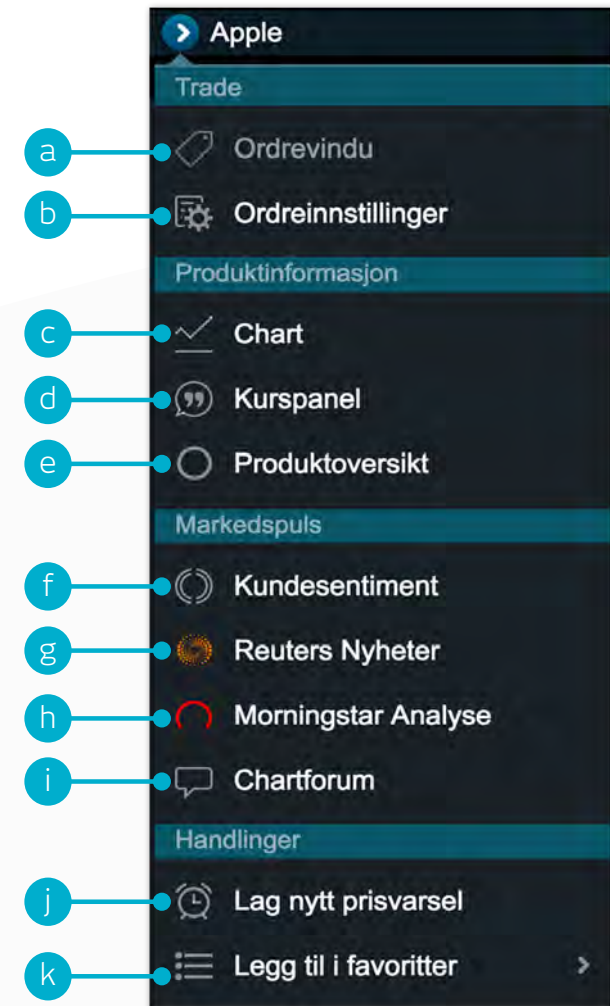 Apple
Trade
a Ordrevindu
b Ordreinnstillinger
Produktinformasjon
c Chart
d Kurspanel
e Produktoversikt
Markedspuls
f Kundesentiment
g Reuters Nyheter
h Morningstar Analyse
i Chartforum
Handlinger
j Lag nytt prisvarsel
k Legg til i favoritter